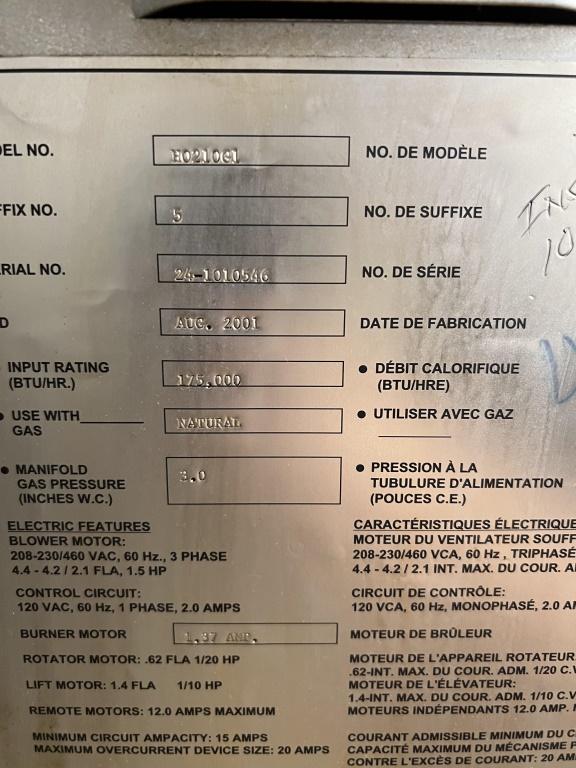 DEL NO. HO210G1 NO. DE MODÈLE
FFIX NO. 5 NO. DE SUFFIXE
ERIAL NO. 24-1010546 NO. DE SÉRIE
D AUG. 2001 DATE DE FABRICATION
INPUT RATING
(BTU/HR.)
175,000
• DÉBIT CALORIFIQUE
(BTU/HRE)
• USE WITH
GAS
NATURAL
• UTILISER AVEC GAZ
• MANIFOLD
GAS PRESSURE
(INCHES W.C.)
3.0
• PRESSION À LA
TUBULURE D'ALIMENTATION
(POUCES C.E.)
ELECTRIC FEATURES
BLOWER MOTOR:
208-230/460 VAC, 60 Hz., 3 PHASE
4.4 - 4.2 / 2.1 FLA, 1.5 HP
CONTROL CIRCUIT:
120 VAC, 60 Hz, 1 PHASE, 2.0 AMPS
BURNER MOTOR 1.37 AMP.
ROTATOR MOTOR: .62 FLA 1/20 HP
LIFT MOTOR: 1.4 FLA 1/10 HP
REMOTE MOTORS: 12.0 AMPS MAXIMUM
MINIMUM CIRCUIT AMPACITY: 15 AMPS
MAXIMUM OVERCURRENT DEVICE SIZE: 20 AMPS
CARACTÉRISTIQUES ÉLECTRIQUE
MOTEUR DU VENTILATEUR SOUFF
208-230/460 VCA, 60 Hz , TRIPHASÉ
4.4 - 4.2 / 2.1 INT. MAX. DU COUR. A
CIRCUIT DE CONTRÔLE:
120 VCA, 60 Hz, MONOPHASÉ, 2.0 A
MOTEUR DE BRÛLEUR
MOTEUR DE L'APPAREIL ROTATEUR
.62-INT. MAX. DU COUR. ADM. 1/20 C.V
MOTEUR DE L'ÉLÉVATEUR:
1.4-INT. MAX. DU COUR. ADM. 1/10 C.V
MOTEURS INDÉPENDANTS 12.0 AMP.
COURANT ADMISSIBLE MINIMUM DU C
CAPACITÉ MAXIMUM DU MÉCANISME P
CONTRE L'EXCÈS DE COURANT: 20 AM
INS
10